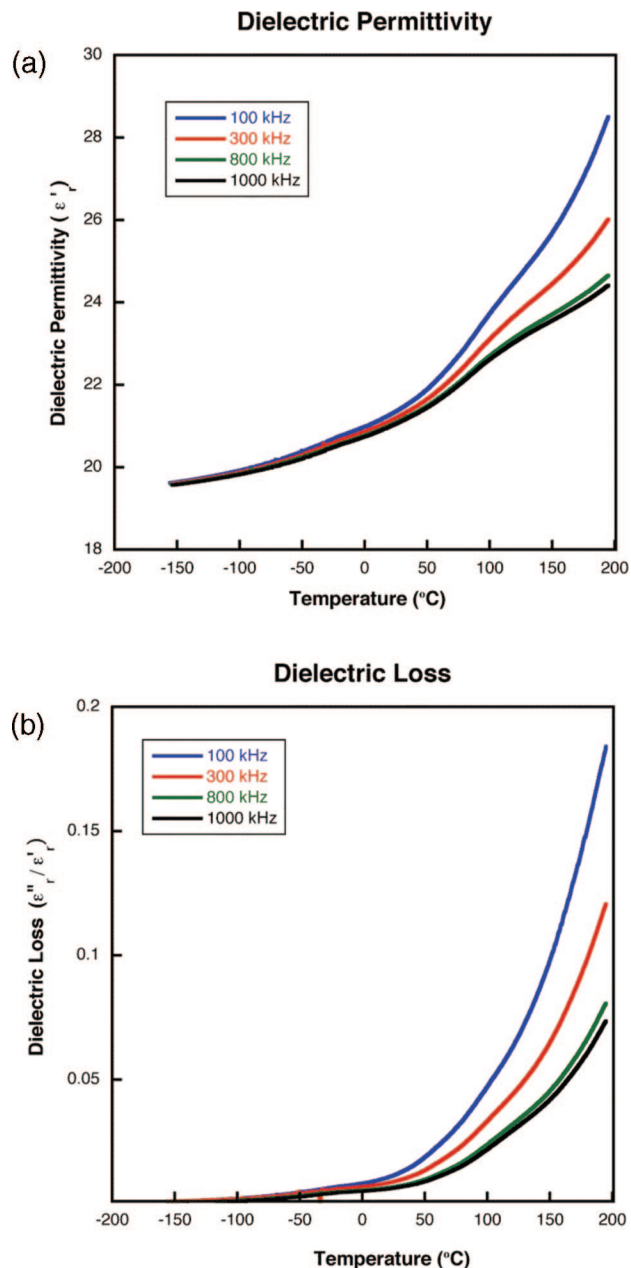 Dielectric Permittivity
(a)
30
28
26
24
22
20
18
Dielectric Permittivity ( ε'r )
100 kHz
300 kHz
800 kHz
1000 kHz
-200 -150 -100 -50 0 50 100 150 200
Temperature (ºC)
Dielectric Loss
(b)
0.2
0.15
0.1
0.05
Dielectric Loss (ε"r / ε'r)
100 kHz
300 kHz
800 kHz
1000 kHz
-200 -150 -100 -50 0 50 100 150 200
Temperature (ºC)